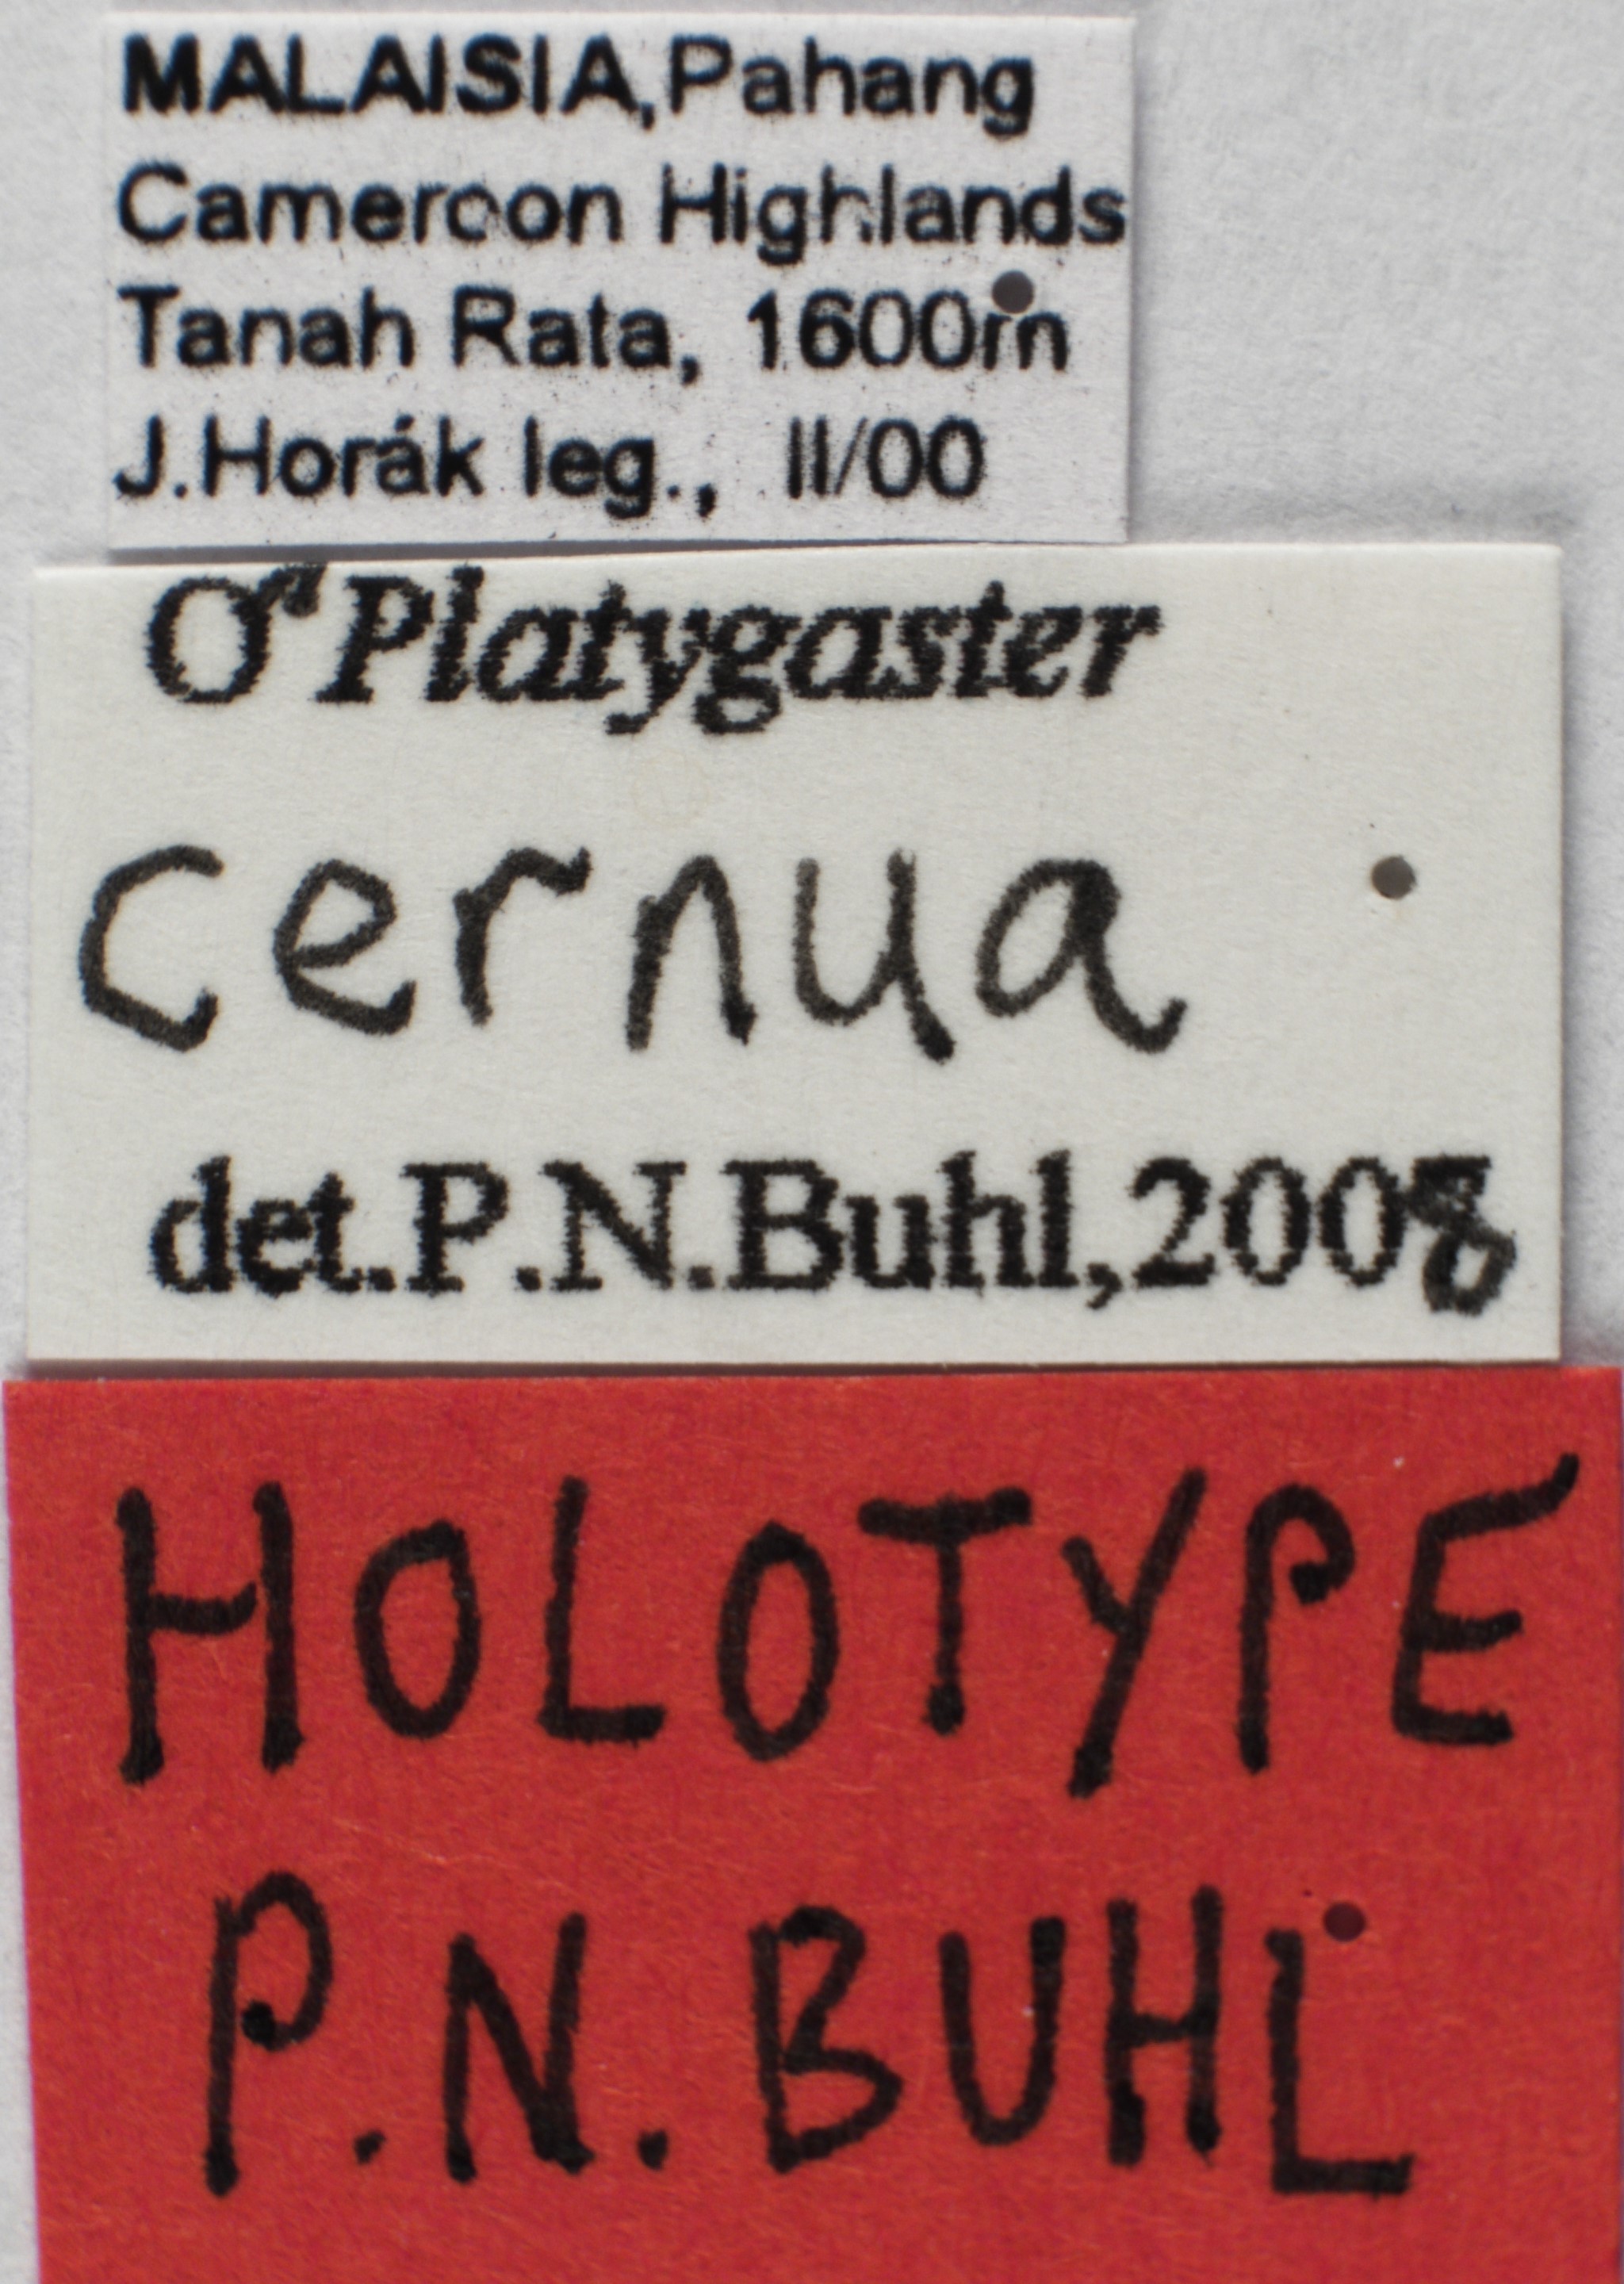 MALAISIA,Pahang
Cameroon Highlands
Tanah Rata, 1600m
J.Horák leg., II/00
♂Platygaster
cernua
det.P.N.Buhl,2008
HOLOTYPE
P.N.BUHL